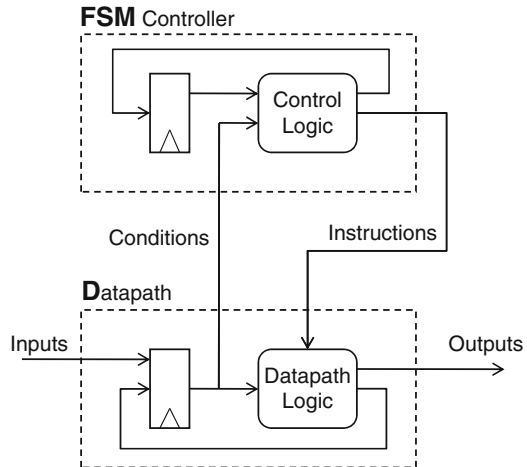 FSM Controller
Control
Logic
Conditions
Instructions
Datapath
Inputs
Outputs
Datapath
Logic